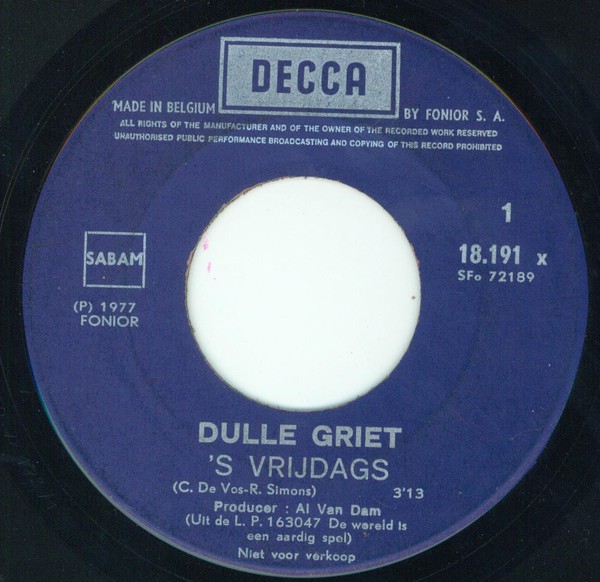 DECCA
MADE IN BELGIUM
BY FONIOR S. A.
ALL RIGHTS OF THE MANUFACTURER AND OF THE OWNER OF THE RECORDED WORK RESERVED
UNAUTHORISED PUBLIC PERFORMANCE BROADCASTING AND COPYING OF THIS RECORD PROHIBITED
1
18.191 x
SFo 72189
SABAM
(P) 1977
FONIOR
DULLE GRIET
'S VRIJDAGS
(C. De Vos-R. Simons) 3'13
Producer : Al Van Dam
(Uit de L. P. 163047 De wereld is
een aardig spel)
Niet voor verkoop